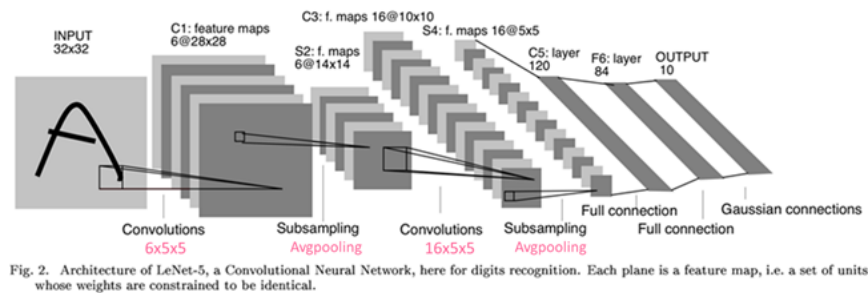 INPUT
32x32
C1: feature maps
6@28x28
S2: f. maps
6@14x14
C3: f. maps 16@10x10
S4: f. maps 16@5x5
C5: layer
120
F6: layer
84
OUTPUT
10
A
Convolutions
6x5x5
Subsampling
Avgpooling
Convolutions
16x5x5
Subsampling
Avgpooling
Full connection
Full connection
Gaussian connections
Fig. 2. Architecture of LeNet-5, a Convolutional Neural Network, here for digits recognition. Each plane is a feature map, i.e. a set of units
whose weights are constrained to be identical.